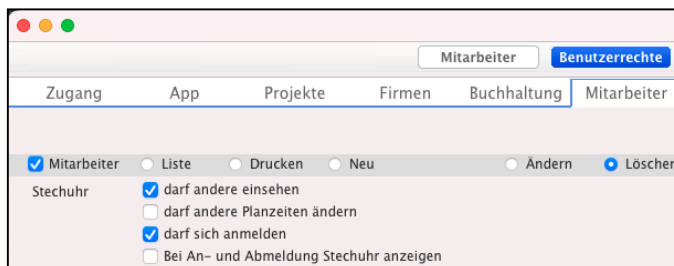 Mitarbeiter Benutzerrechte
Zugang App Projekte Firmen Buchhaltung Mitarbeiter
Mitarbeiter Liste Drucken Neu Ändern Löschen
Stechuhr darf andere einsehen
darf andere Planzeiten ändern
darf sich anmelden
Bei An- und Abmeldung Stechuhr anzeigen